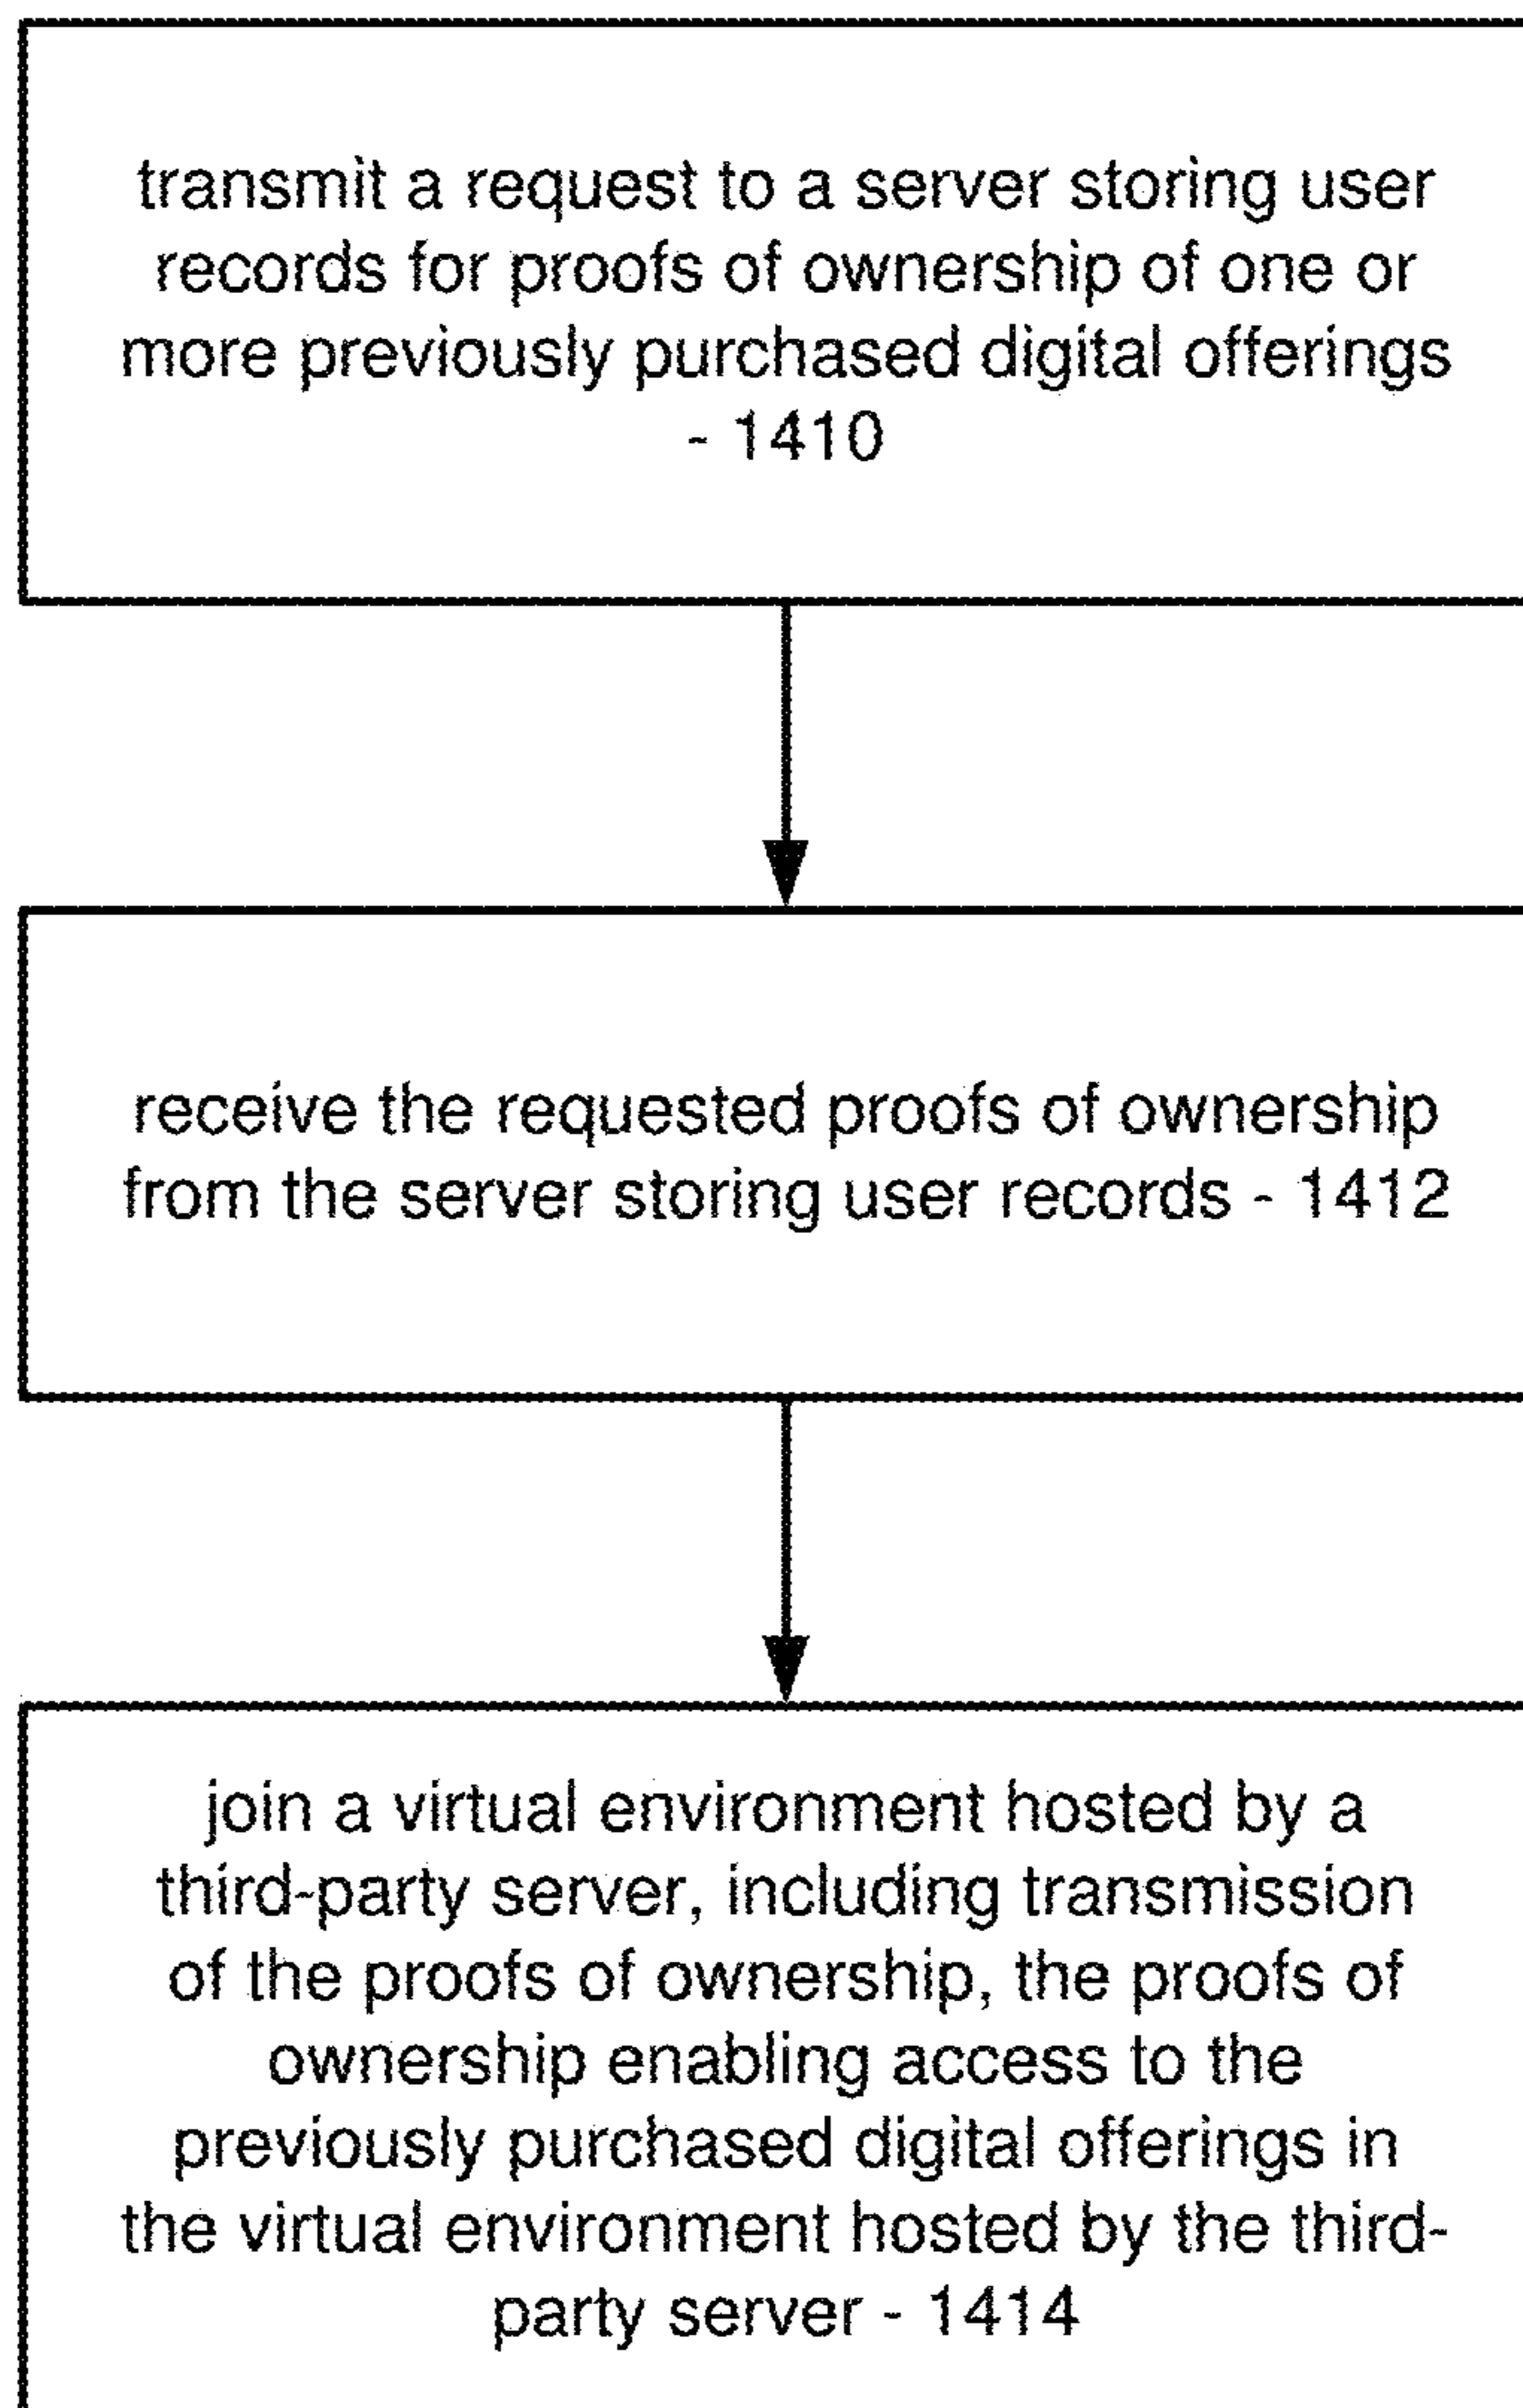 transmit a request to a server storing user
records for proofs of ownership of one or
more previously purchased digital offerings
- 1410
receive the requested proofs of ownership
from the server storing user records - 1412
join a virtual environment hosted by a
third-party server, including transmission
of the proofs of ownership, the proofs of
ownership enabling access to the
previously purchased digital offerings in
the virtual environment hosted by the third-
party server - 1414